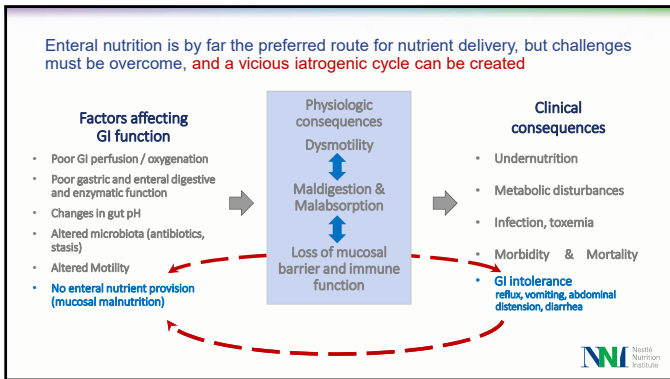 Enteral nutrition is by far the preferred route for nutrient delivery, but challenges
must be overcome, and a vicious iatrogenic cycle can be created
Factors affecting
GI function
• Poor GI perfusion / oxygenation
• Poor gastric and enteral digestive
and enzymatic function
• Changes in gut pH
• Altered microbiota (antibiotics,
stasis)
• Altered Motility
• No enteral nutrient provision
(mucosal malnutrition)
Physiologic
consequences
Dysmotility
Maldigestion &
Malabsorption
Loss of mucosal
barrier and immune
function
Clinical
consequences
• Undernutrition
• Metabolic disturbances
• Infection, toxemia
• Morbidity & Mortality
• GI intolerance
reflux, vomiting, abdominal
distension, diarrhea
NNI
Nestlé
Nutrition
Institute